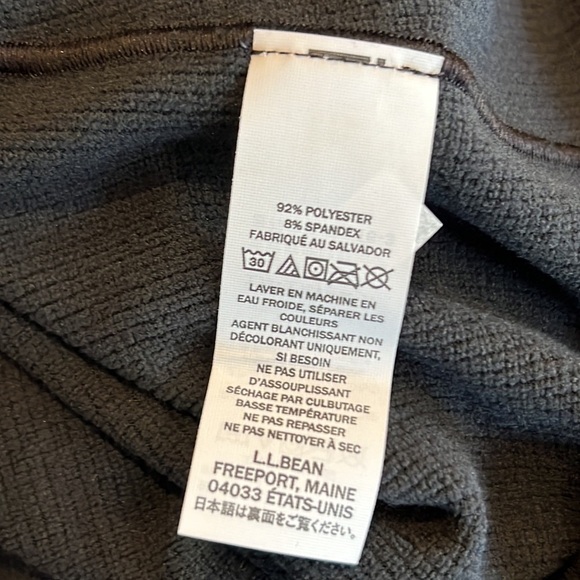 92% POLYESTER
8% SPANDEX
FABRIQUÉ AU SALVADOR
30
LAVER EN MACHINE EN
EAU FROIDE, SÉPARER LES
COULEURS
AGENT BLANCHISSANT NON
DÉCOLORANT UNIQUEMENT,
SI BESOIN
NE PAS UTILISER
D'ASSOUPLISSANT
SÉCHAGE PAR CULBUTAGE
BASSE TEMPÉRATURE
NE PAS REPASSER
NE PAS NETTOYER À SEC
L.L.BEAN
FREEPORT, MAINE
04033 ÉTATS-UNIS
日本語は裏面をご覧ください